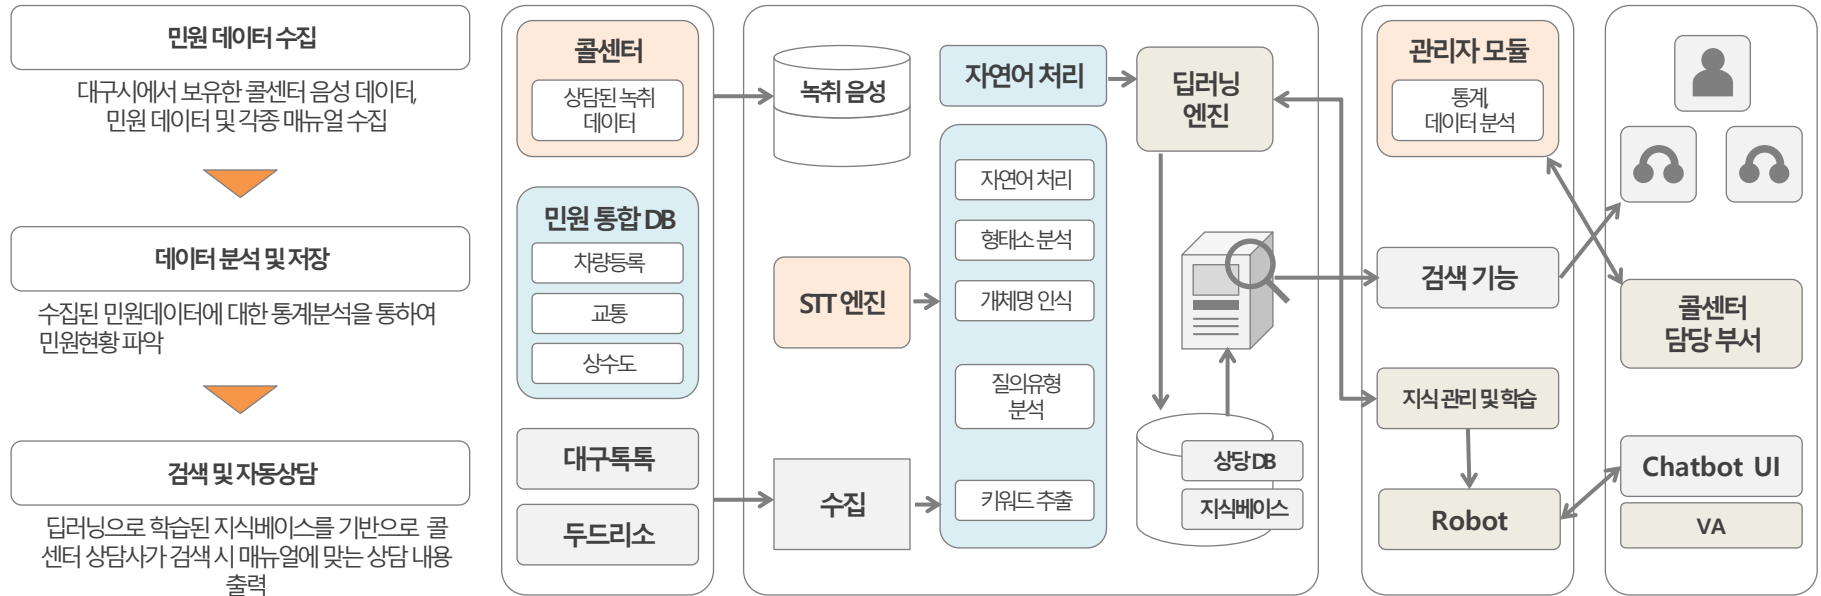 민원 데이터 수집
대구시에서 보유한 콜센터 음성 데이터,
민원 데이터 및 각종 매뉴얼 수집
데이터 분석 및 저장
수집된 민원데이터에 대한 통계분석을 통하여
민원현황 파악
검색 및 자동상담
딥러닝으로 학습된 지식베이스를 기반으로 콜
센터 상담사가 검색 시 매뉴얼에 맞는 상담 내용
출력
콜센터
상담된 녹취
데이터
민원 통합 DB
차량등록
교통
상수도
대구톡톡
두드리소
녹취 음성
STT 엔진
수집
자연어 처리
자연어 처리
형태소 분석
개체명 인식
질의유형
분석
키워드 추출
딥러닝
엔진
상당 DB
지식베이스
관리자 모듈
통계,
데이터 분석
검색 기능
지식 관리 및 학습
Robot
콜센터
담당 부서
Chatbot UI
VA